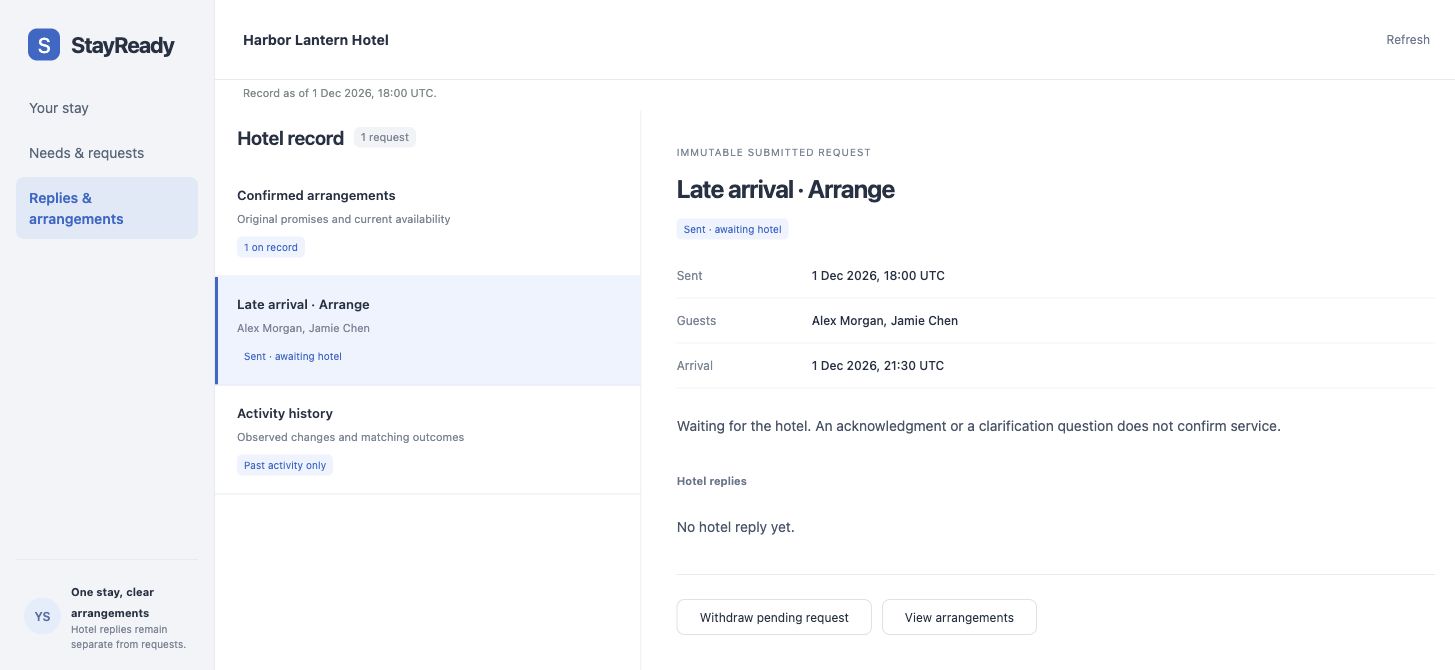 S StayReady
Your stay
Needs & requests
Replies &
arrangements
YS
One stay, clear
arrangements
Hotel replies remain
separate from requests.
Harbor Lantern Hotel
Refresh
Record as of 1 Dec 2026, 18:00 UTC.
Hotel record 1 request
Confirmed arrangements
Original promises and current availability
1 on record
Late arrival · Arrange
Alex Morgan, Jamie Chen
Sent · awaiting hotel
Activity history
Observed changes and matching outcomes
Past activity only
IMMUTABLE SUBMITTED REQUEST
Late arrival · Arrange
Sent · awaiting hotel
Sent 1 Dec 2026, 18:00 UTC
Guests Alex Morgan, Jamie Chen
Arrival 1 Dec 2026, 21:30 UTC
Waiting for the hotel. An acknowledgment or a clarification question does not confirm service.
Hotel replies
No hotel reply yet.
Withdraw pending request View arrangements